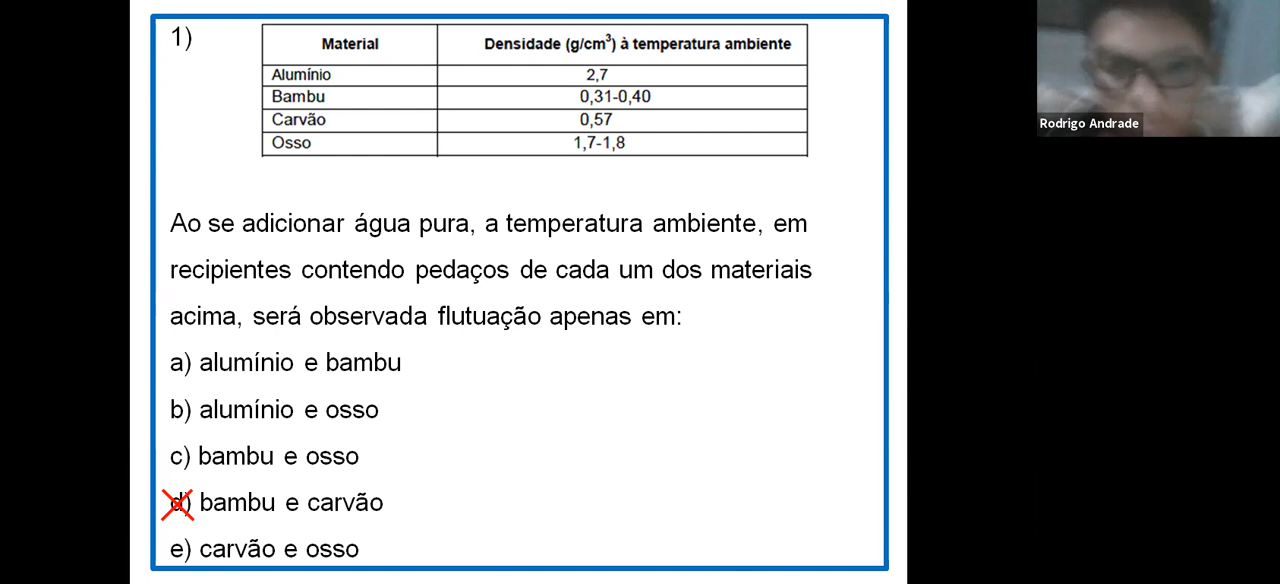 1)
Material Densidade (g/cm³) à temperatura ambiente
Alumínio 2,7
Bambu 0,31-0,40
Carvão 0,57
Osso 1,7-1,8
Ao se adicionar água pura, a temperatura ambiente, em
recipientes contendo pedaços de cada um dos materiais
acima, será observada flutuação apenas em:
a) alumínio e bambu
b) alumínio e osso
c) bambu e osso
d) bambu e carvão
e) carvão e osso
Rodrigo Andrade